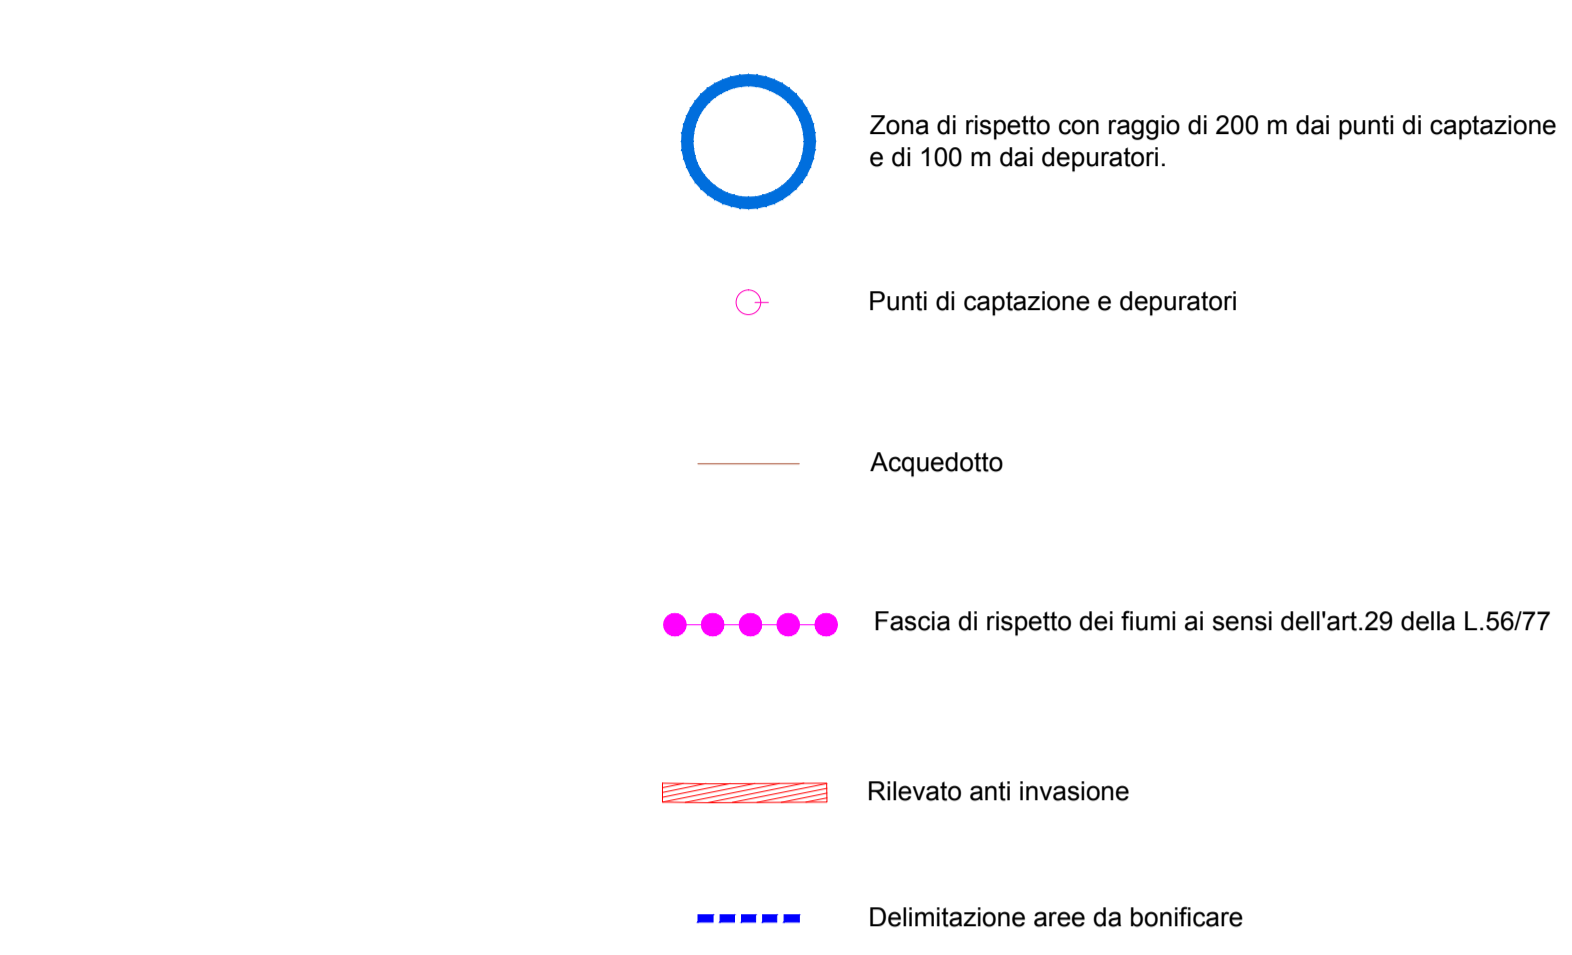 Zona di rispetto con raggio di 200 m dai punti di captazione
e di 100 m dai depuratori.
Punti di captazione e depuratori
Acquedotto
Fascia di rispetto dei fiumi ai sensi dell'art.29 della L.56/77
Rilevato anti invasione
Delimitazione aree da bonificare